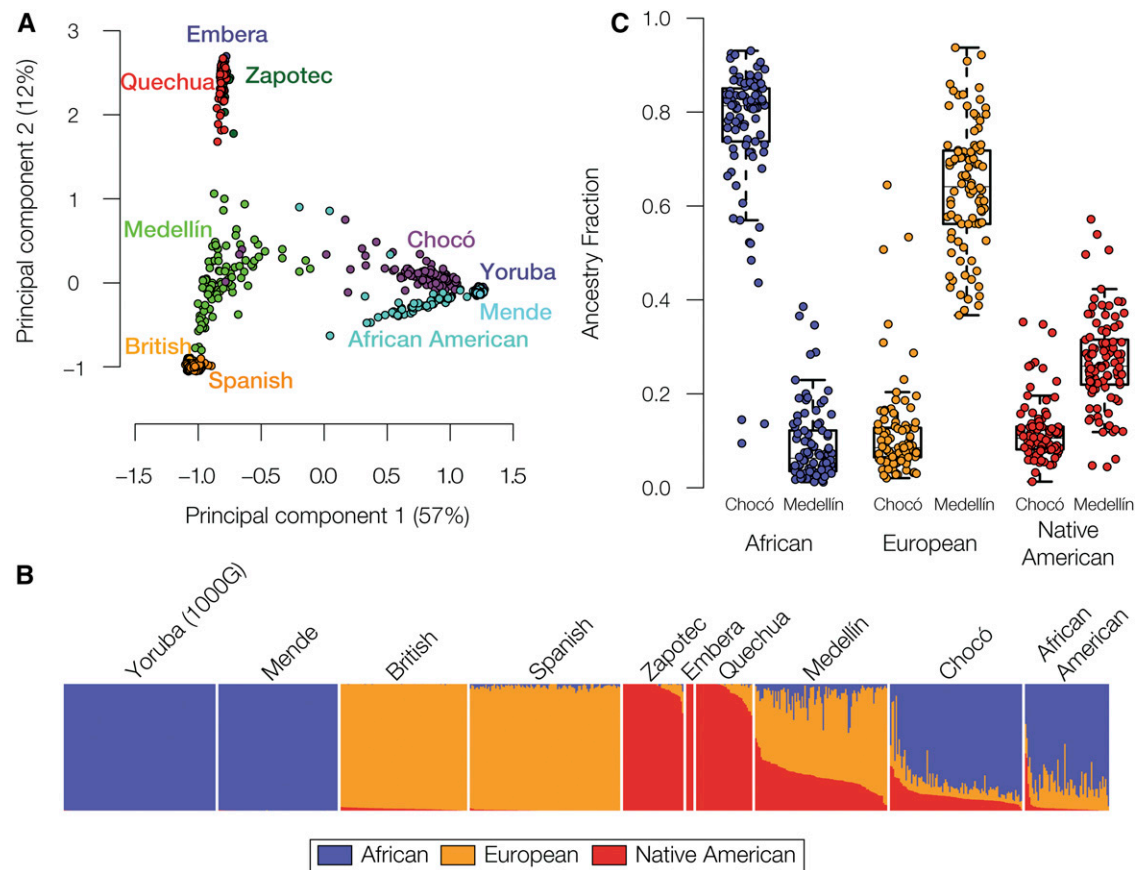 A
3
2
1
0
−1
Principal component 2 (12%)
Embera
Quechua
Zapotec
Medellín
Chocó
Yoruba
Mende
African American
British
Spanish
−1.5 −1.0 −0.5 0.0 0.5 1.0 1.5
Principal component 1 (57%)
C
1.0
0.8
0.6
0.4
0.2
0.0
Ancestry Fraction
Chocó Medellín Chocó Medellín Chocó Medellín
African European Native
American
B
Yoruba (1000G)
Mende
British
Spanish
Zapotec
Embera
Quechua
Medellín
Chocó
African
American
African European Native American